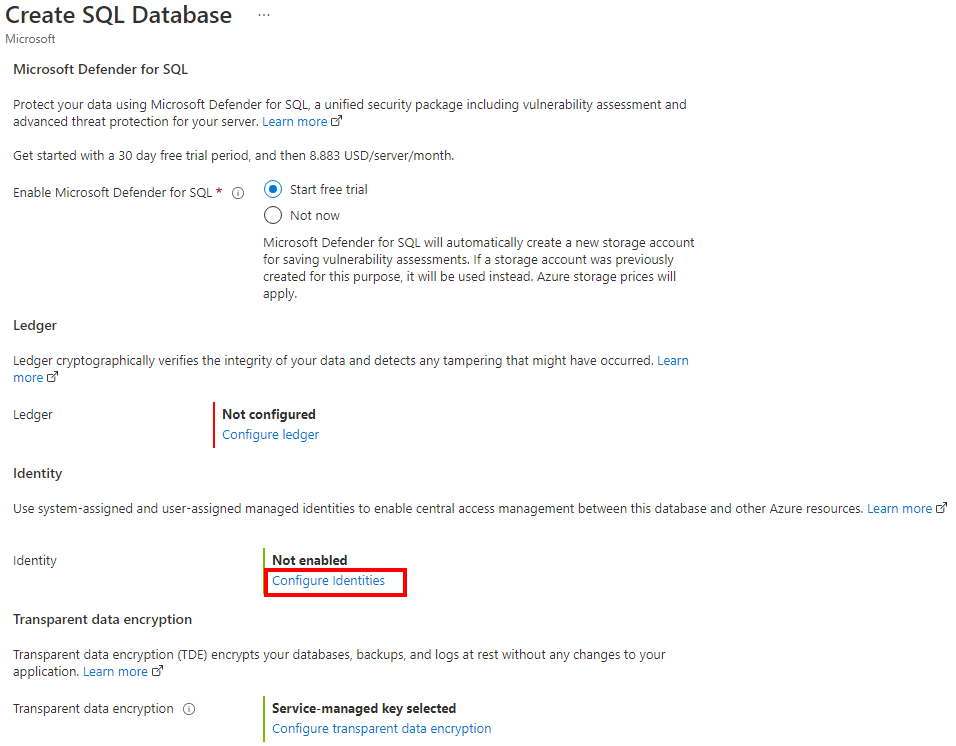 Create SQL Database ...
Microsoft
Microsoft Defender for SQL
Protect your data using Microsoft Defender for SQL, a unified security package including vulnerability assessment and
advanced threat protection for your server. Learn more
Get started with a 30 day free trial period, and then 8.883 USD/server/month.
Enable Microsoft Defender for SQL *
Start free trial
Not now
Microsoft Defender for SQL will automatically create a new storage account
for saving vulnerability assessments. If a storage account was previously
created for this purpose, it will be used instead. Azure storage prices will
apply.
Ledger
Ledger cryptographically verifies the integrity of your data and detects any tampering that might have occurred. Learn
more
Ledger
Not configured
Configure ledger
Identity
Use system-assigned and user-assigned managed identities to enable central access management between this database and other Azure resources. Learn more
Identity
Not enabled
Configure Identities
Transparent data encryption
Transparent data encryption (TDE) encrypts your databases, backups, and logs at rest without any changes to your
application. Learn more
Transparent data encryption
Service-managed key selected
Configure transparent data encryption